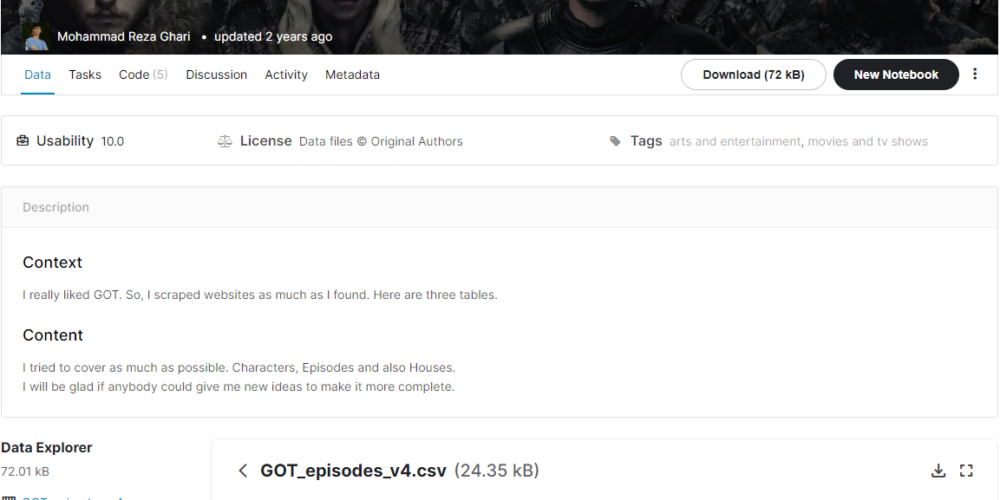 Mohammad Reza Ghari • updated 2 years ago
Data Tasks Code (5) Discussion Activity Metadata Download (72 kB) New Notebook
Usability 10.0 License Data files © Original Authors Tags arts and entertainment, movies and tv shows
Description
Context
I really liked GOT. So, I scraped websites as much as I found. Here are three tables.
Content
I tried to cover as much as possible. Characters, Episodes and also Houses.
I will be glad if anybody could give me new ideas to make it more complete.
Data Explorer
72.01 kB
GOT_episodes_v4.csv (24.35 kB)